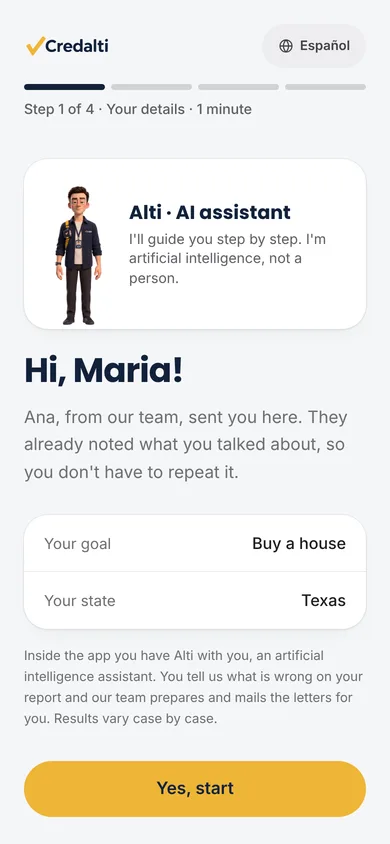 Credalti
Español
Step 1 of 4 · Your details · 1 minute
Alti · AI assistant
I'll guide you step by step. I'm
artificial intelligence, not a
person.
Hi, Maria!
Ana, from our team, sent you here. They
already noted what you talked about, so
you don't have to repeat it.
Your goal Buy a house
Your state Texas
Inside the app you have Alti with you, an artificial
intelligence assistant. You tell us what is wrong on your
report and our team prepares and mails the letters for
you. Results vary case by case.
Yes, start